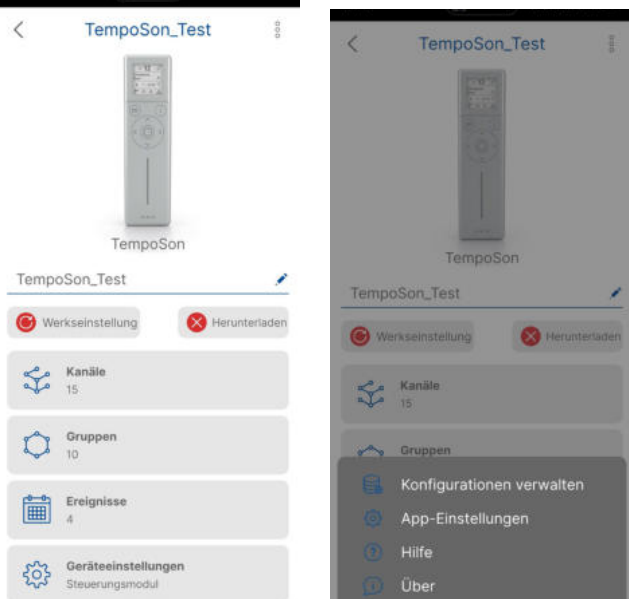 TempoSon_Test
TempoSon
TempoSon_Test
Werkseinstellung
Herunterladen
Kanäle
15
Gruppen
10
Ereignisse
4
Geräteeinstellungen
Steuerungsmodul
TempoSon_Test
TempoSon
TempoSon_Test
Werkseinstellung
Herunterladen
Kanäle
15
Gruppen
Konfigurationen verwalten
App-Einstellungen
Hilfe
Über